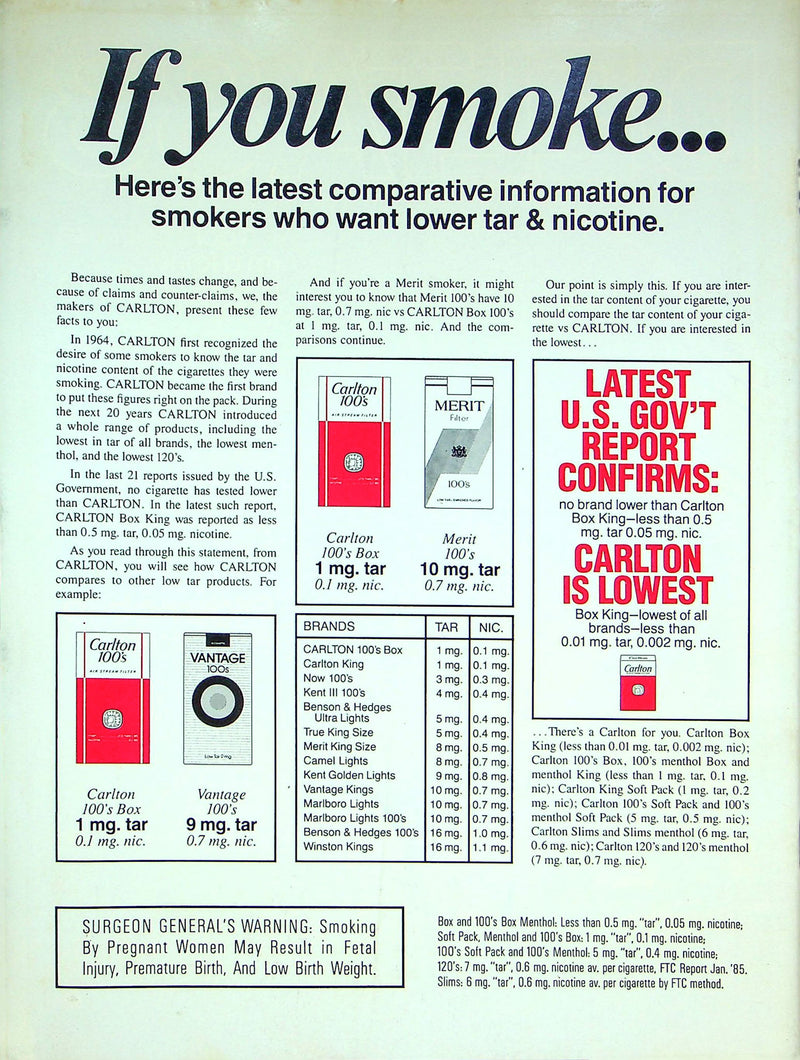 If you smoke...
Here's the latest comparative information for
smokers who want lower tar & nicotine.
Because times and tastes change, and be-
cause of claims and counter-claims, we, the
makers of CARLTON, present these few
facts to you:
In 1964, CARLTON first recognized the
desire of some smokers to know the tar and
nicotine content of the cigarettes they were
smoking. CARLTON became the first brand
to put these figures right on the pack. During
the next 20 years CARLTON introduced
a whole range of products, including the
lowest in tar of all brands, the lowest men-
thol, and the lowest 120's.
In the last 21 reports issued by the U.S.
Government, no cigarette has tested lower
than CARLTON. In the latest such report,
CARLTON Box King was reported as less
than 0.5 mg. tar, 0.05 mg. nicotine.
As you read through this statement, from
CARLTON, you will see how CARLTON
compares to other low tar products. For
example:
Carlton
100's
AIR STREAM FILTER
VANTAGE
100s
Low Tar 9 mg
Carlton
100's Box
1 mg. tar
0.1 mg. nic.
Vantage
100's
9 mg. tar
0.7 mg. nic.
And if you're a Merit smoker, it might
interest you to know that Merit 100's have 10
mg. tar, 0.7 mg. nic vs CARLTON Box 100's
at 1 mg. tar, 0.1 mg. nic. And the com-
parisons continue.
Carlton
100's
AIR STREAM FILTER
MERIT
Filter
100's
Carlton
100's Box
1 mg. tar
0.1 mg. nic.
Merit
100's
10 mg. tar
0.7 mg. nic.
BRANDS TAR NIC.
CARLTON 100's Box 1 mg. 0.1 mg.
Carlton King 1 mg. 0.1 mg.
Now 100's 3 mg. 0.3 mg.
Kent III 100's 4 mg. 0.4 mg.
Benson & Hedges
Ultra Lights 5 mg. 0.4 mg.
True King Size 5 mg. 0.4 mg.
Merit King Size 8 mg. 0.5 mg.
Camel Lights 8 mg. 0.7 mg.
Kent Golden Lights 9 mg. 0.8 mg.
Vantage Kings 10 mg. 0.7 mg.
Marlboro Lights 10 mg. 0.7 mg.
Marlboro Lights 100's 10 mg. 0.7 mg.
Benson & Hedges 100's 16 mg. 1.0 mg.
Winston Kings 16 mg. 1.1 mg.
Our point is simply this. If you are inter-
ested in the tar content of your cigarette, you
should compare the tar content of your ciga-
rette vs CARLTON. If you are interested in
the lowest...
LATEST
U.S. GOV'T
REPORT
CONFIRMS:
no brand lower than Carlton
Box King–less than 0.5
mg. tar 0.05 mg. nic.
CARLTON
IS LOWEST
Box King–lowest of all
brands–less than
0.01 mg. tar, 0.002 mg. nic.
Carlton
...There's a Carlton for you. Carlton Box
King (less than 0.01 mg. tar, 0.002 mg. nic);
Carlton 100's Box, 100's menthol Box and
menthol King (less than 1 mg. tar, 0.1 mg.
nic); Carlton King Soft Pack (1 mg. tar, 0.2
mg. nic); Carlton 100's Soft Pack and 100's
menthol Soft Pack (5 mg. tar, 0.5 mg. nic);
Carlton Slims and Slims menthol (6 mg. tar,
0.6 mg. nic); Carlton 120's and 120's menthol
(7 mg. tar, 0.7 mg. nic).
SURGEON GENERAL'S WARNING: Smoking
By Pregnant Women May Result in Fetal
Injury, Premature Birth, And Low Birth Weight.
Box and 100's Box Menthol: Less than 0.5 mg. "tar", 0.05 mg. nicotine;
Soft Pack, Menthol and 100's Box: 1 mg. "tar", 0.1 mg. nicotine;
100's Soft Pack and 100's Menthol: 5 mg. "tar", 0.4 mg. nicotine;
120's: 7 mg. "tar", 0.6 mg. nicotine av. per cigarette, FTC Report Jan. '85.
Slims: 6 mg. "tar", 0.6 mg. nicotine av. per cigarette by FTC method.